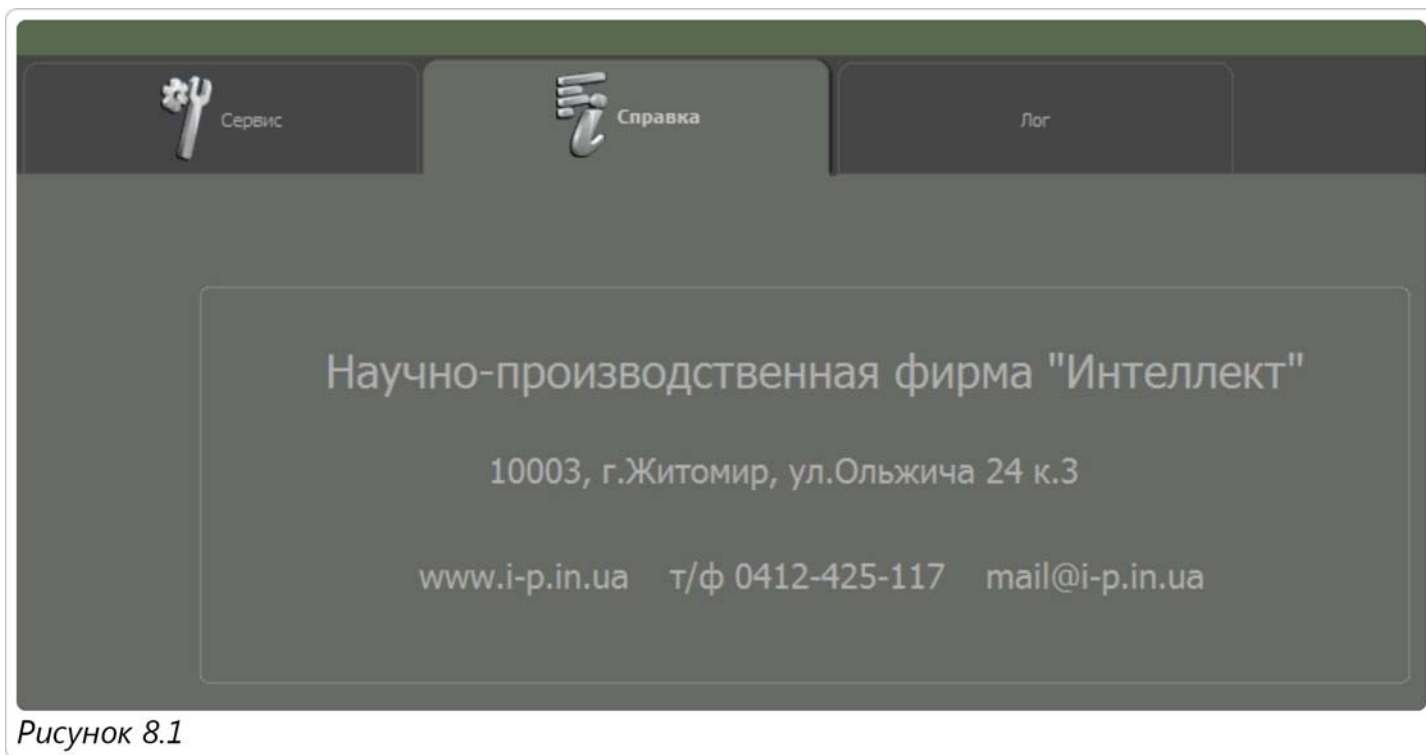 Сервис Справка Лог
Научно-производственная фирма "Интеллект"
10003, г.Житомир, ул.Ольжича 24 к.3
www.i-p.in.ua т/ф 0412-425-117 mail@i-p.in.ua
Рисунок 8.1